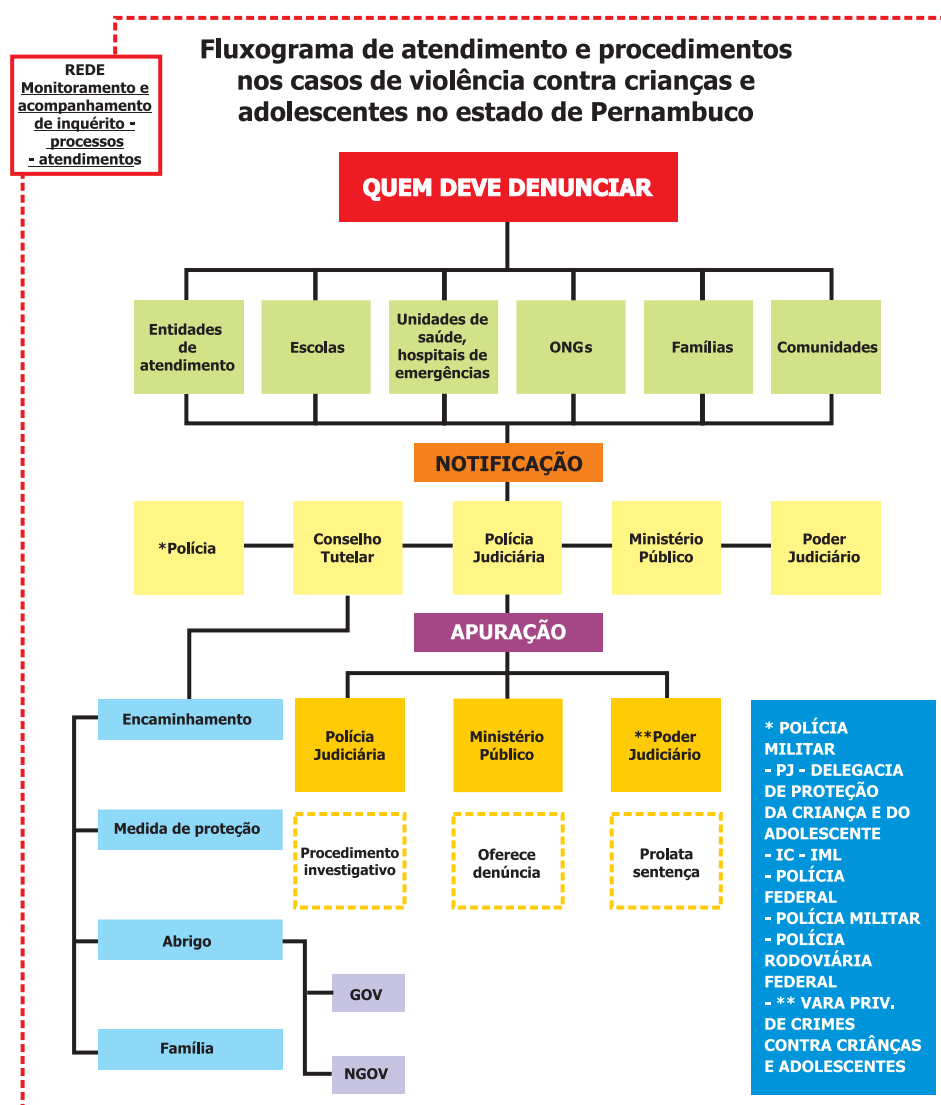 REDE
Monitoramento e
acompanhamento
de inquérito -
processos
- atendimentos
Fluxograma de atendimento e procedimentos
nos casos de violência contra crianças e
adolescentes no estado de Pernambuco
QUEM DEVE DENUNCIAR
Entidades
de
atendimento
Escolas
Unidades de
saúde,
hospitais de
emergências
ONGs
Famílias
Comunidades
NOTIFICAÇÃO
*Polícia
Conselho
Tutelar
Polícia
Judiciária
Ministério
Público
Poder
Judiciário
APURAÇÃO
Encaminhamento
Medida de proteção
Abrigo
Família
GOV
NGOV
Polícia
Judiciária
Ministério
Público
**Poder
Judiciário
Procedimento
investigativo
Oferece
denúncia
Prolata
sentença
* POLÍCIA
MILITAR
- PJ - DELEGACIA
DE PROTEÇÃO
DA CRIANÇA E DO
ADOLESCENTE
- IC - IML
- POLÍCIA
FEDERAL
- POLÍCIA MILITAR
- POLÍCIA
RODOVIÁRIA
FEDERAL
- ** VARA PRIV.
DE CRIMES
CONTRA CRIÂNÇAS
E ADOLESCENTES